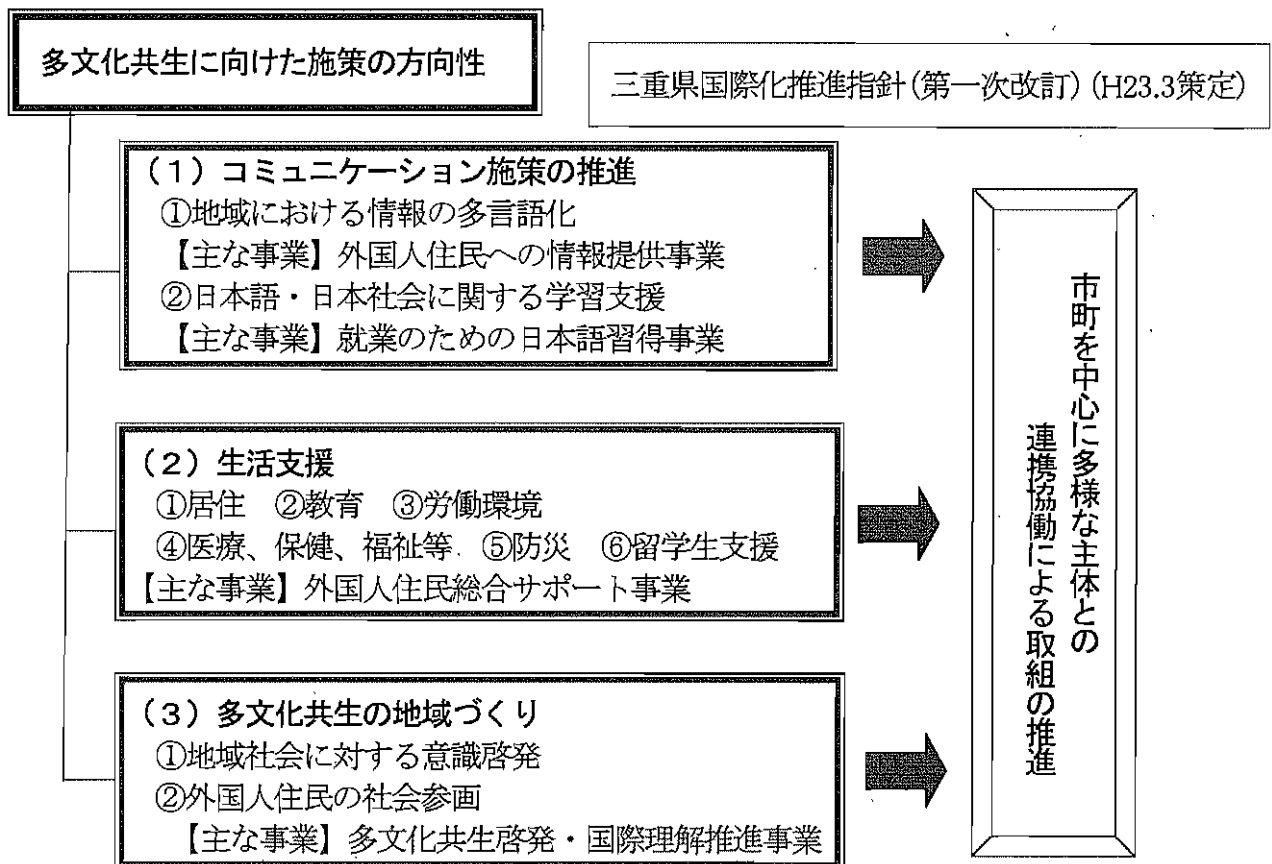 多文化共生に向けた施策の方向性
三重県国際化推進指針(第一次改訂)(H23.3策定)
(1)コミュニケーション施策の推進
①地域における情報の多言語化
【主な事業】外国人住民への情報提供事業
②日本語・日本社会に関する学習支援
【主な事業】就業のための日本語習得事業
(2)生活支援
①居住 ②教育 ③労働環境
④医療、保健、福祉等 ⑤防災 ⑥留学生支援
【主な事業】外国人住民総合サポート事業
(3)多文化共生の地域づくり
①地域社会に対する意識啓発
②外国人住民の社会参画
【主な事業】多文化共生啓発・国際理解推進事業
市町を中心に多様な主体との
連携協働による取組の推進